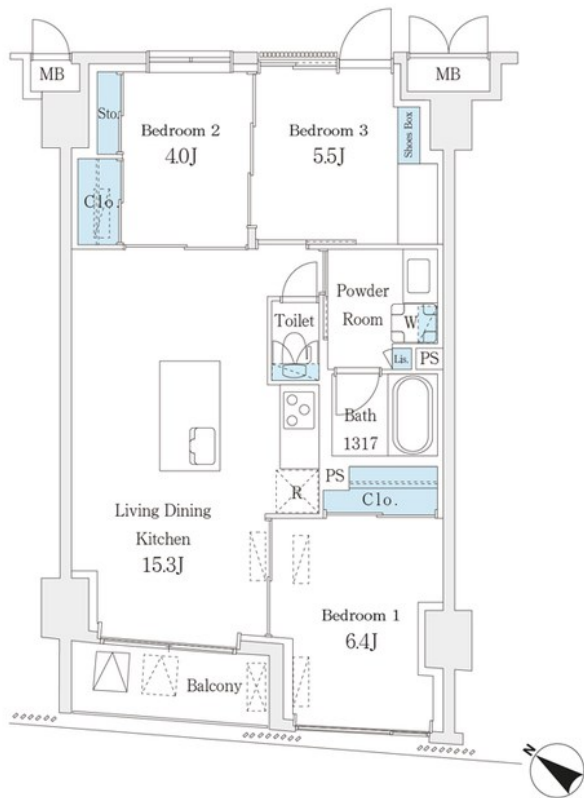 MB
MB
Sto.
Bedroom 2
4.0J
Bedroom 3
5.5J
Shoes Box
Clo.
Powder
Room
Toilet
W
Lis.
PS
Bath
1317
PS
R
Clo.
Living Dining
Kitchen
15.3J
Bedroom 1
6.4J
Balcony
N